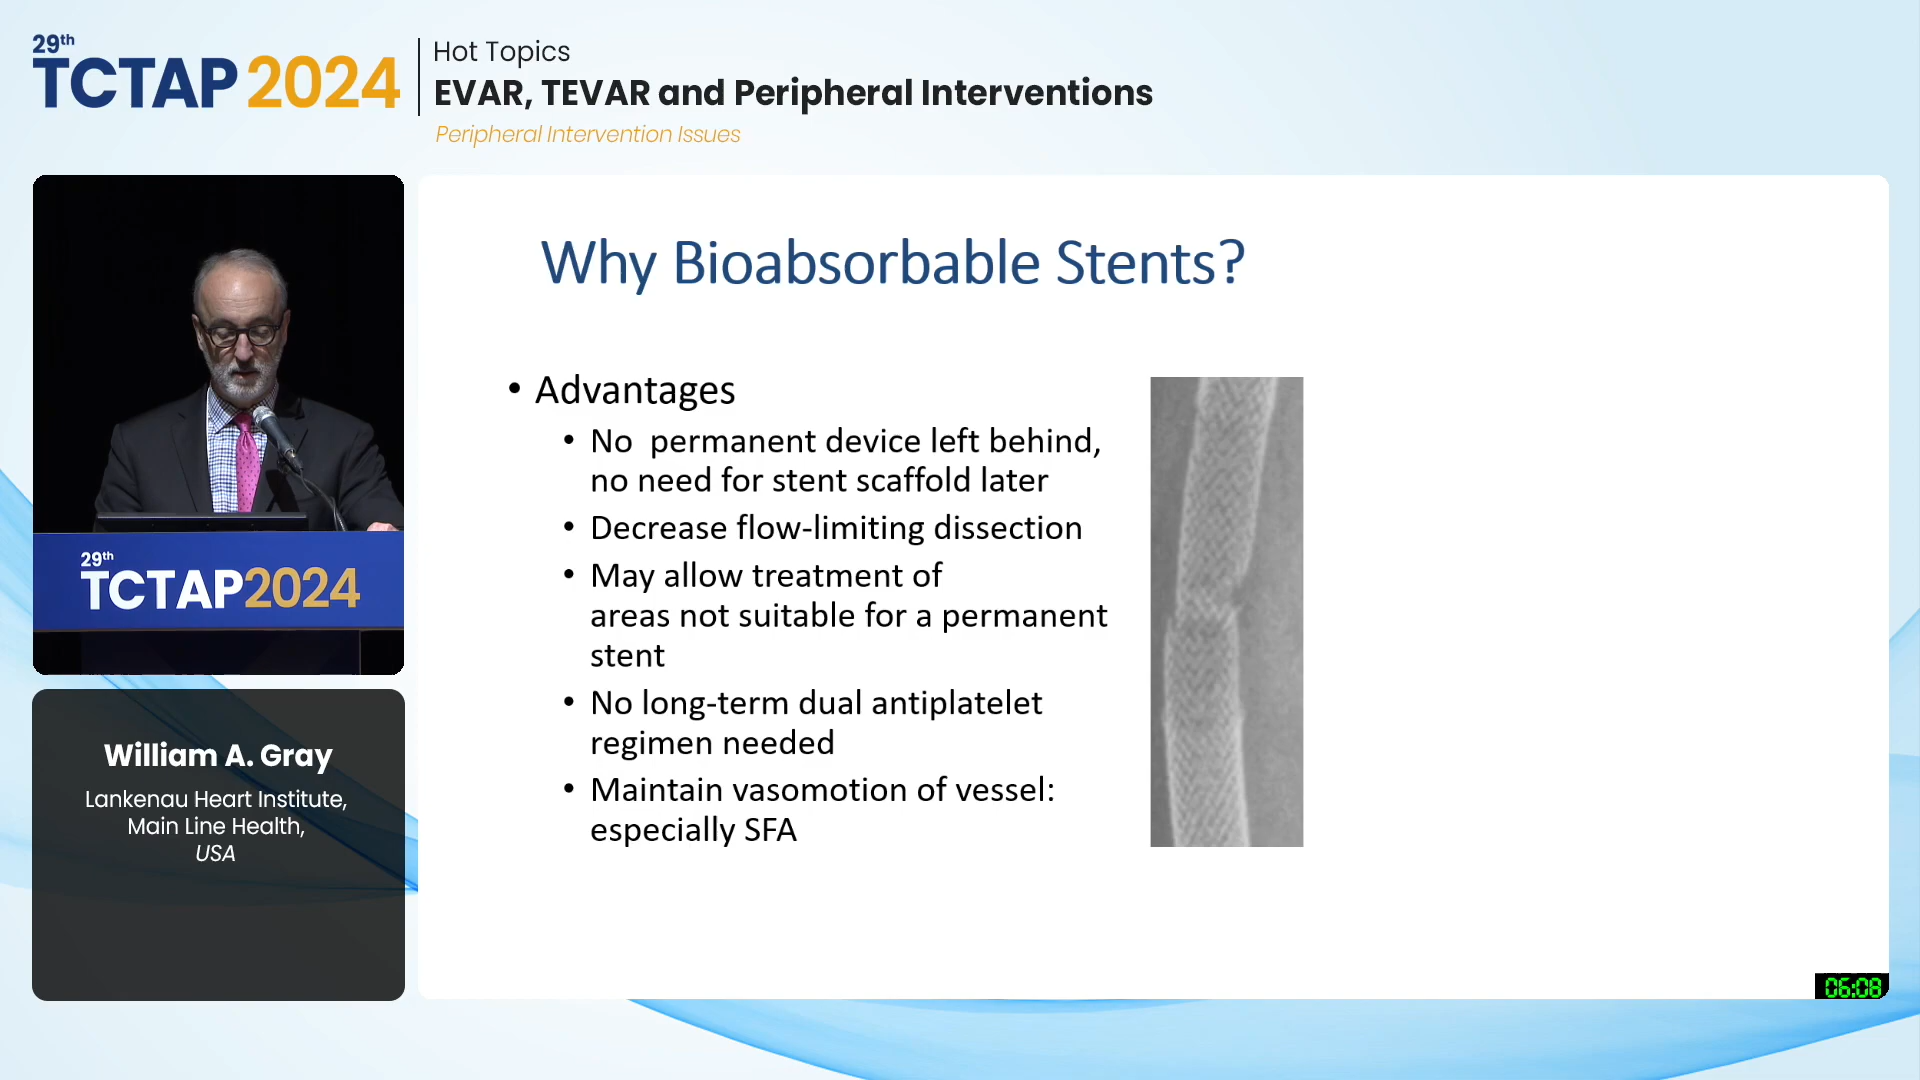 29th
TCTAP 2024
Hot Topics
EVAR, TEVAR and Peripheral Interventions
Peripheral Intervention Issues
29th
TCTAP2024
William A. Gray
Lankenau Heart Institute,
Main Line Health,
USA
Why Bioabsorbable Stents?
• Advantages
• No permanent device left behind,
no need for stent scaffold later
• Decrease flow-limiting dissection
• May allow treatment of
areas not suitable for a permanent
stent
• No long-term dual antiplatelet
regimen needed
• Maintain vasomotion of vessel:
especially SFA
06:08